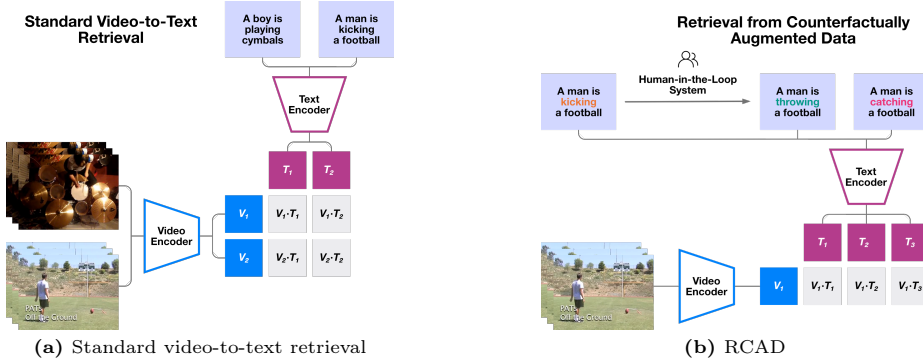 Standard Video-to-Text
Retrieval
A boy is
playing
cymbals
A man is
kicking
a football
Text
Encoder
T1 T2
Video
Encoder
V1 V1·T1 V1·T2
V2 V2·T1 V2·T2
PATs
Off the Ground
(a) Standard video-to-text retrieval
Retrieval from Counterfactually
Augmented Data
A man is
kicking
a football
Human-in-the-Loop
System
A man is
throwing
a football
A man is
catching
a football
Text
Encoder
T1 T2 T3
Video
Encoder
V1 V1·T1 V1·T2 V1·T3
PATs
Off the Ground
(b) RCAD